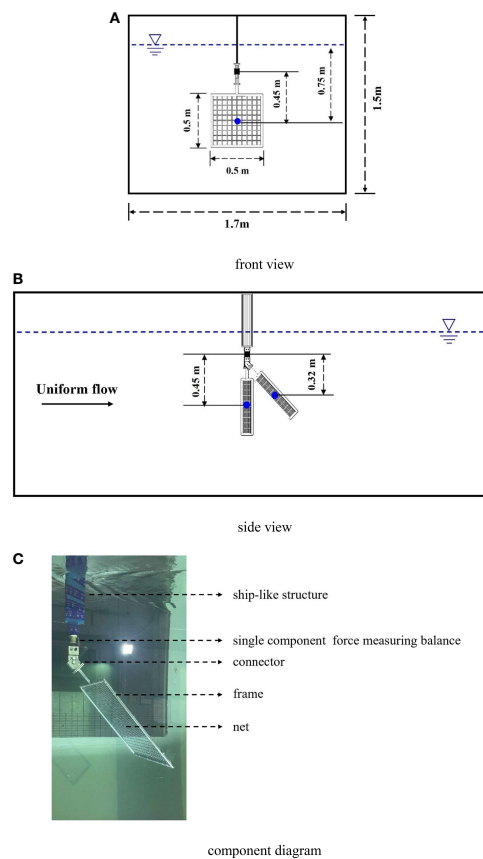 A
0.45 m
0.75 m
0.5 m
1.5m
0.5 m
1.7m
front view
B
Uniform flow
0.45 m
0.32 m
side view
C
ship-like structure
single component force measuring balance
connector
frame
net
component diagram